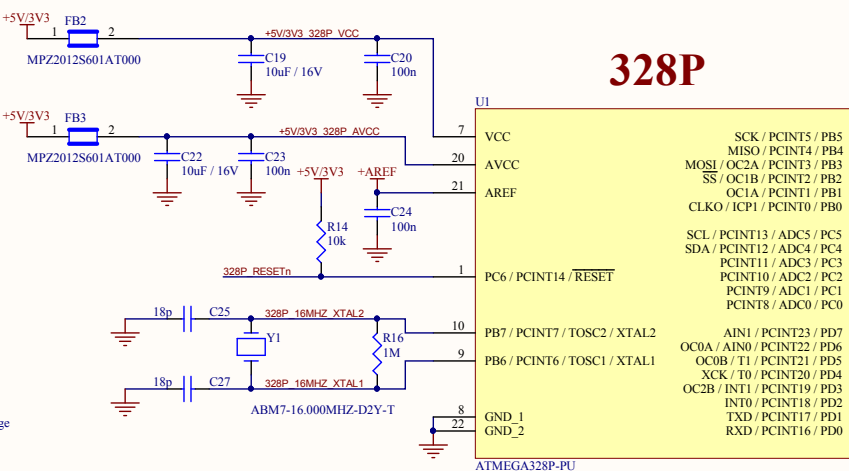 +5V/3V3
FB2
1
2
MPZ2012S601AT000
+5V/3V3_328P_VCC
C19
10uF / 16V
C20
100n
328P
U1
+5V/3V3
FB3
1
2
MPZ2012S601AT000
+5V/3V3_328P_AVCC
C22
10uF / 16V
C23
100n
+5V/3V3
+AREF
C24
100n
R14
10k
328P_RESETn
18p
C25
328P_16MHZ_XTAL2
Y1
R16
1M
18p
C27
328P_16MHZ_XTAL1
ABM7-16.000MHZ-D2Y-T
ge
7
VCC
20
AVCC
21
AREF
1
PC6 / PCINT14 / RESET
10
PB7 / PCINT7 / TOSC2 / XTAL2
9
PB6 / PCINT6 / TOSC1 / XTAL1
8
GND_1
22
GND_2
SCK / PCINT5 / PB5
MISO / PCINT4 / PB4
MOSI / OC2A / PCINT3 / PB3
SS / OC1B / PCINT2 / PB2
OC1A / PCINT1 / PB1
CLKO / ICP1 / PCINT0 / PB0
SCL / PCINT13 / ADC5 / PC5
SDA / PCINT12 / ADC4 / PC4
PCINT11 / ADC3 / PC3
PCINT10 / ADC2 / PC2
PCINT9 / ADC1 / PC1
PCINT8 / ADC0 / PC0
AIN1 / PCINT23 / PD7
OC0A / AIN0 / PCINT22 / PD6
OC0B / T1 / PCINT21 / PD5
XCK / T0 / PCINT20 / PD4
OC2B / INT1 / PCINT19 / PD3
INT0 / PCINT18 / PD2
TXD / PCINT17 / PD1
RXD / PCINT16 / PD0
ATMEGA328P-PU